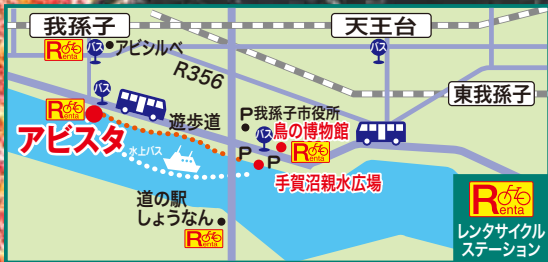 我孫子
天王台
バス
バス
Renta
アビシルベ
R356
東我孫子
Renta
バス
アビスタ
遊歩道
水上バス
P
我孫子市役所
バス
鳥の博物館
Renta
P
P
手賀沼親水広場
道の駅
しょうなん
Renta
Renta
レンタサイクル
ステーション